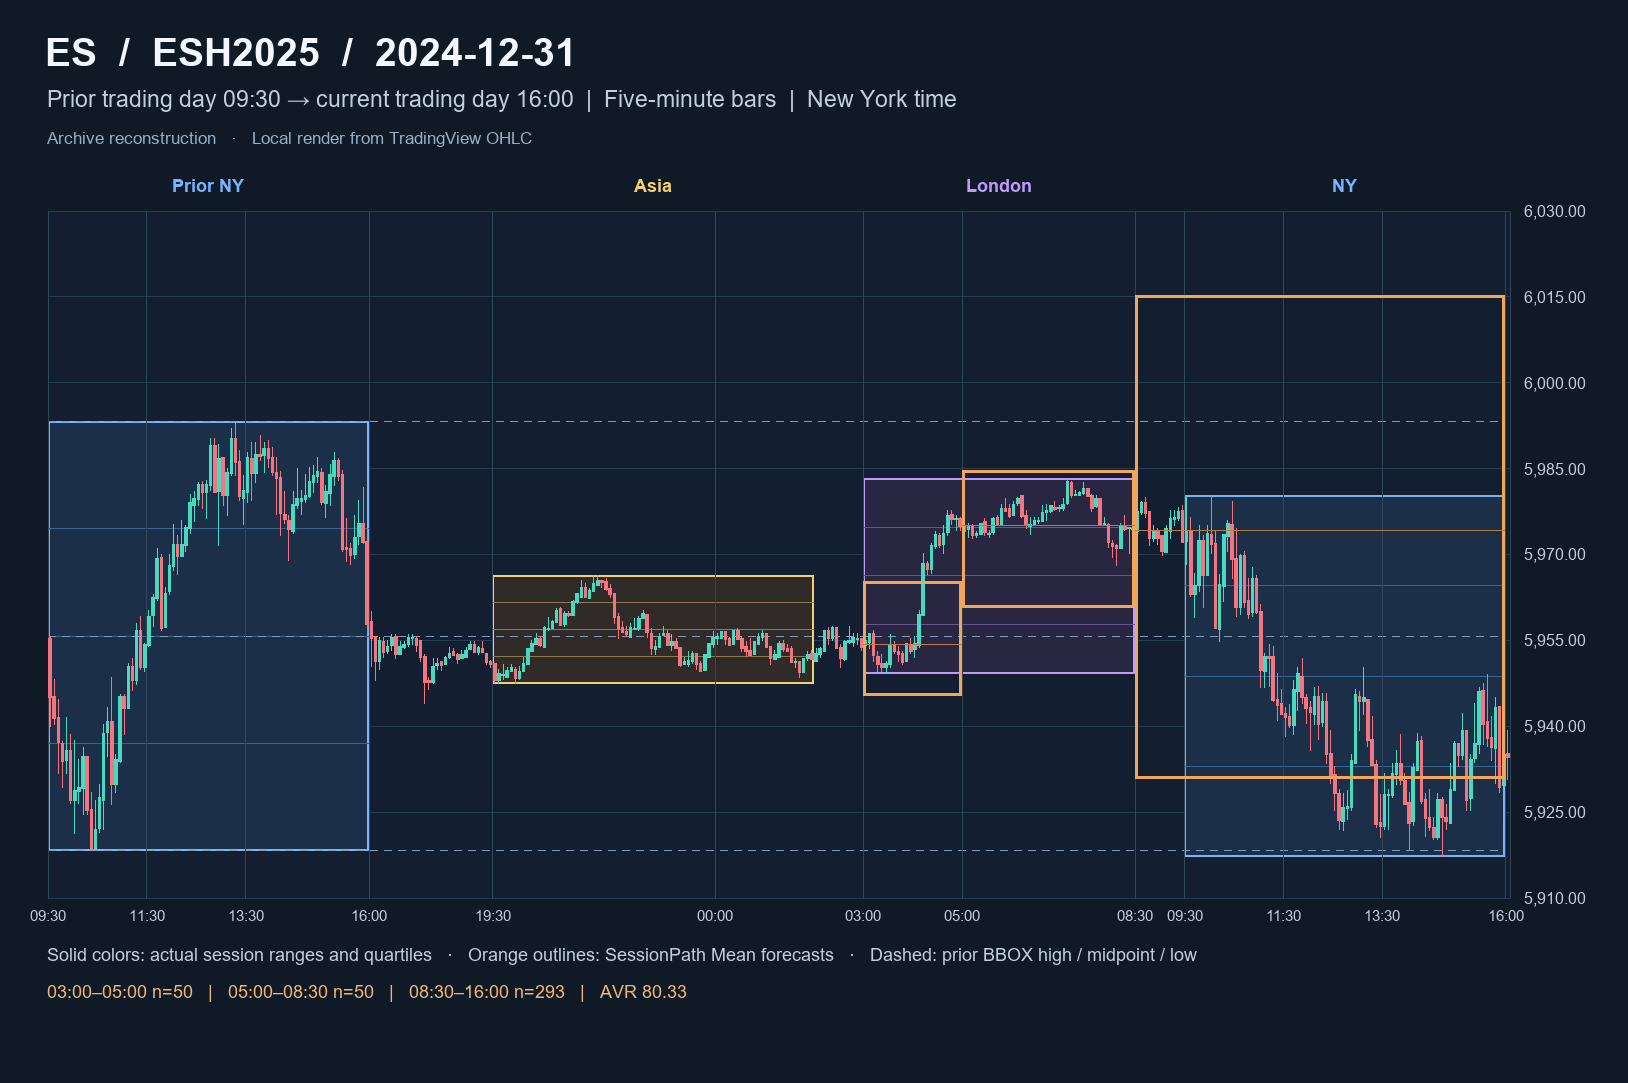 ES / ESH2025 / 2024-12-31
Prior trading day 09:30 → current trading day 16:00 | Five-minute bars | New York time
Archive reconstruction · Local render from TradingView OHLC
Prior NY Asia London NY
6,030.00
6,015.00
6,000.00
5,985.00
5,970.00
5,955.00
5,940.00
5,925.00
5,910.00
09:30 11:30 13:30 16:00 19:30 00:00 03:00 05:00 08:30 09:30 11:30 13:30 16:00
Solid colors: actual session ranges and quartiles · Orange outlines: SessionPath Mean forecasts · Dashed: prior BBOX high / midpoint / low
03:00–05:00 n=50 | 05:00–08:30 n=50 | 08:30–16:00 n=293 | AVR 80.33